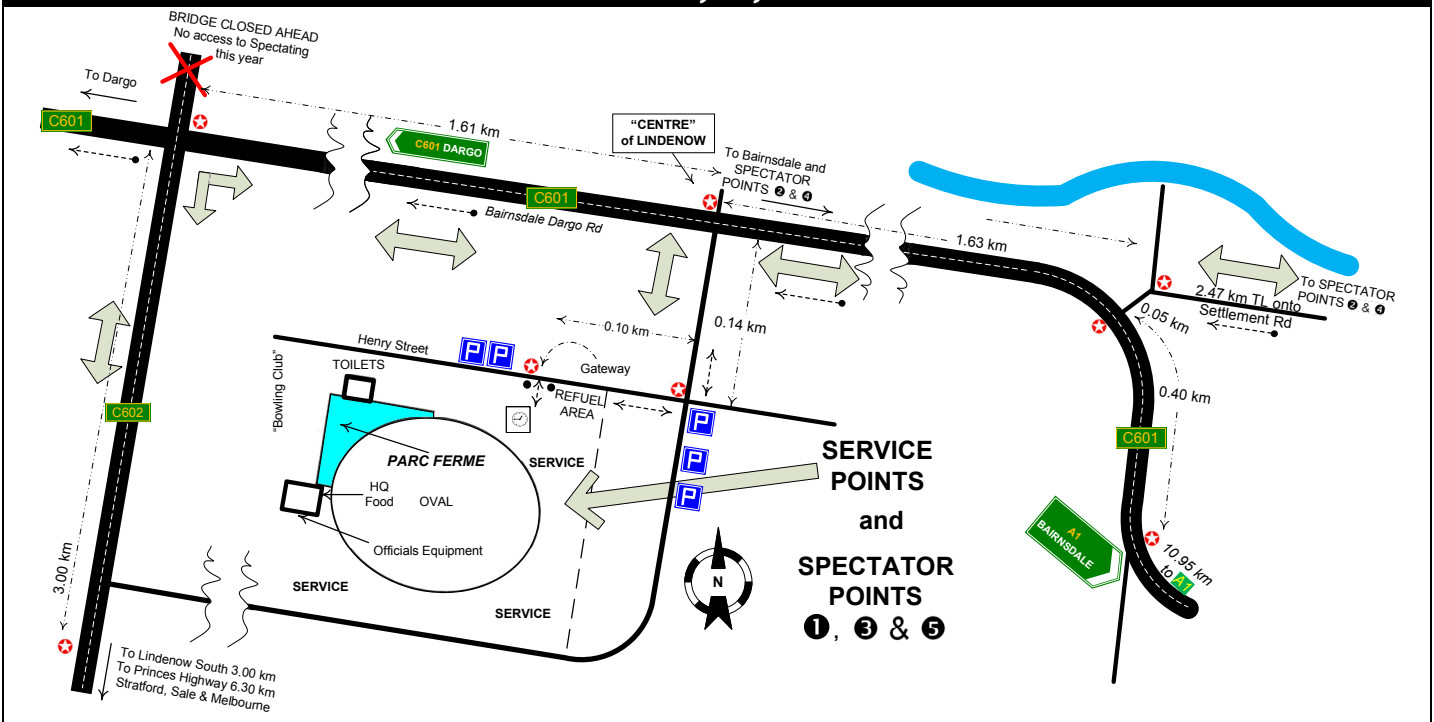 BRIDGE CLOSED AHEAD
No access to Spectating
this year
To Dargo
C601
1.61 km
C601 DARGO
"CENTRE"
of LINDENOW
To Bairnsdale and
SPECTATOR
POINTS ❷ & ❹
C601
Bairnsdale Dargo Rd
1.63 km
To SPECTATOR
POINTS ❷ & ❹
2.47 km TL onto
Settlement Rd
0.05 km
0.14 km
0.10 km
Henry Street
P P
Gateway
TOILETS
"Bowling Club"
REFUEL
AREA
0.40 km
C602
C601
P
P
P
PARC FERME
SERVICE
HQ
Food
OVAL
Officials Equipment
SERVICE
POINTS
and
SPECTATOR
POINTS
❶, ❸ & ❺
A1
BAIRNSDALE
10.95 km
to A1
N
3.00 km
SERVICE
SERVICE
To Lindenow South 3.00 km
To Princes Highway 6.30 km
Stratford, Sale & Melbourne